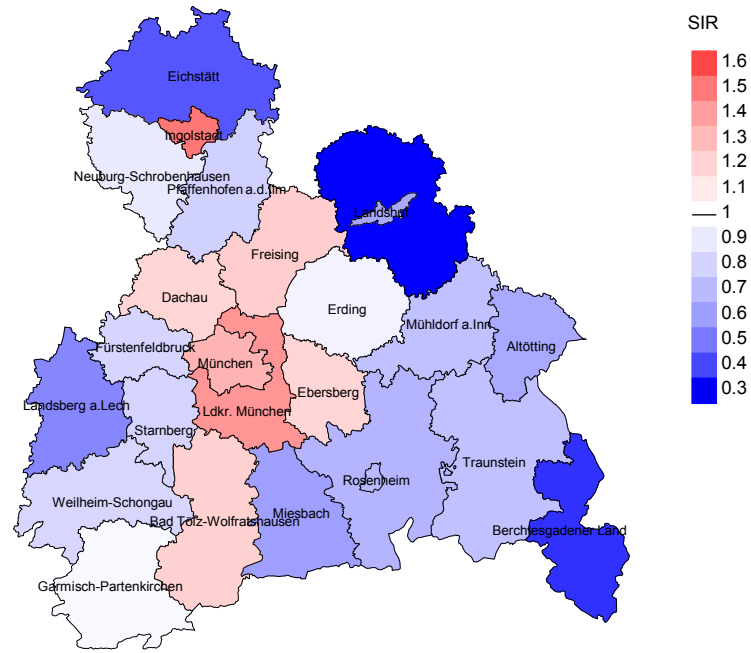 SIR
1.6
1.5
1.4
1.3
1.2
1.1
1
0.9
0.8
0.7
0.6
0.5
0.4
0.3
Eichstätt
Ingolstadt
Neuburg-Schrobenhausen
Pfaffenhofen a.d.Ilm
Landshut
Freising
Dachau
Erding
Mühldorf a.Inn
Fürstenfeldbruck
Altötting
München
Ebersberg
Landsberg a.Lech
Ldkr. München
Starnberg
Traunstein
Rosenheim
Weilheim-Schongau
Miesbach
Bad Tölz-Wolfratshausen
Berchtesgadener Land
Garmisch-Partenkirchen